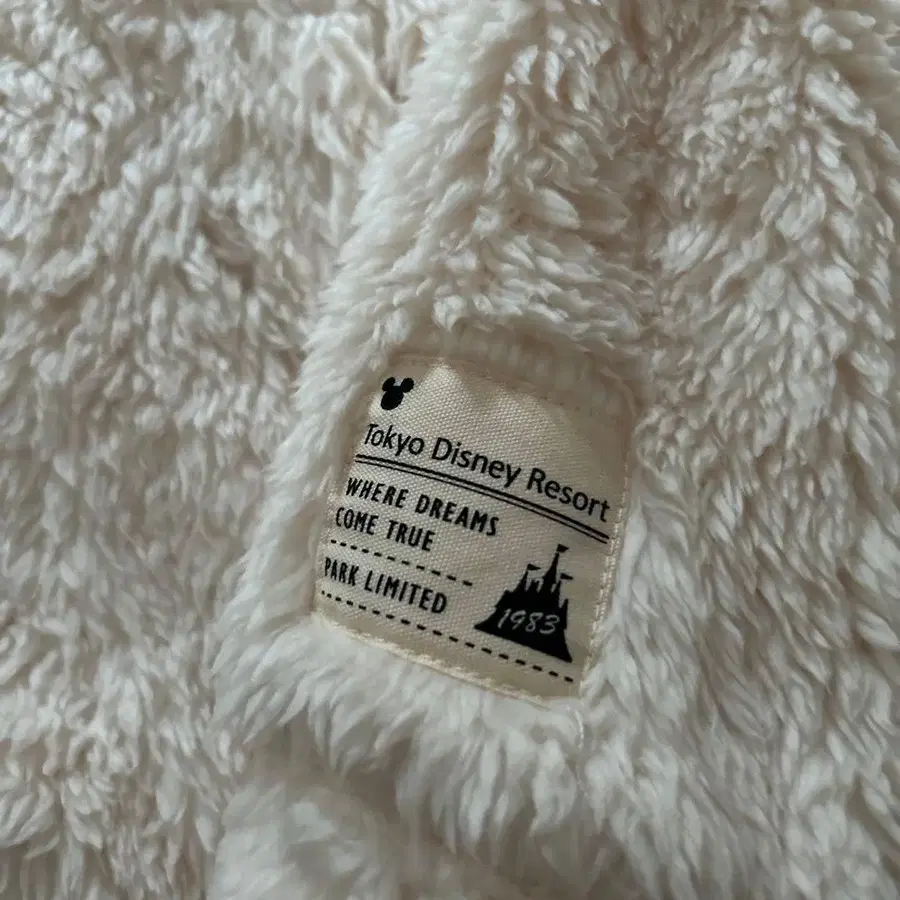 Tokyo Disney Resort
WHERE DREAMS
COME TRUE
PARK LIMITED
1983